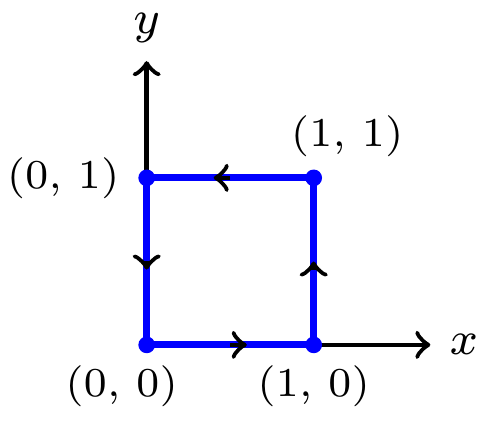 y
(1, 1)
(0, 1)
x
(0, 0)
(1, 0)